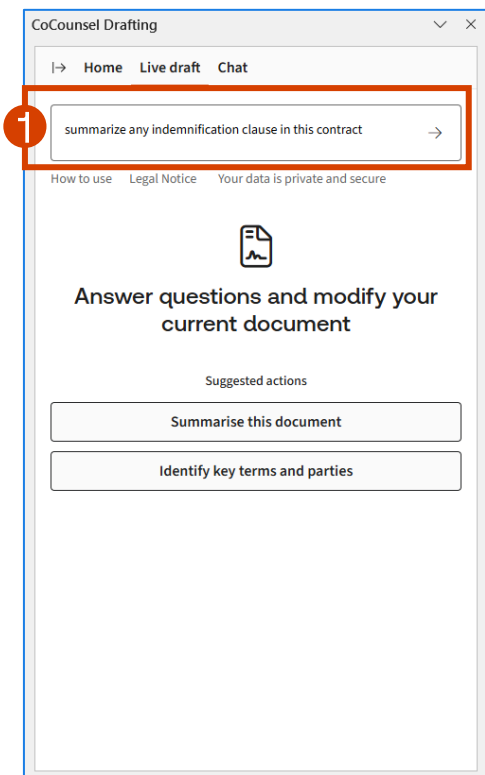 CoCounsel Drafting
Home Live draft Chat
1
summarize any indemnification clause in this contract
How to use Legal Notice Your data is private and secure
Answer questions and modify your
current document
Suggested actions
Summarise this document
Identify key terms and parties